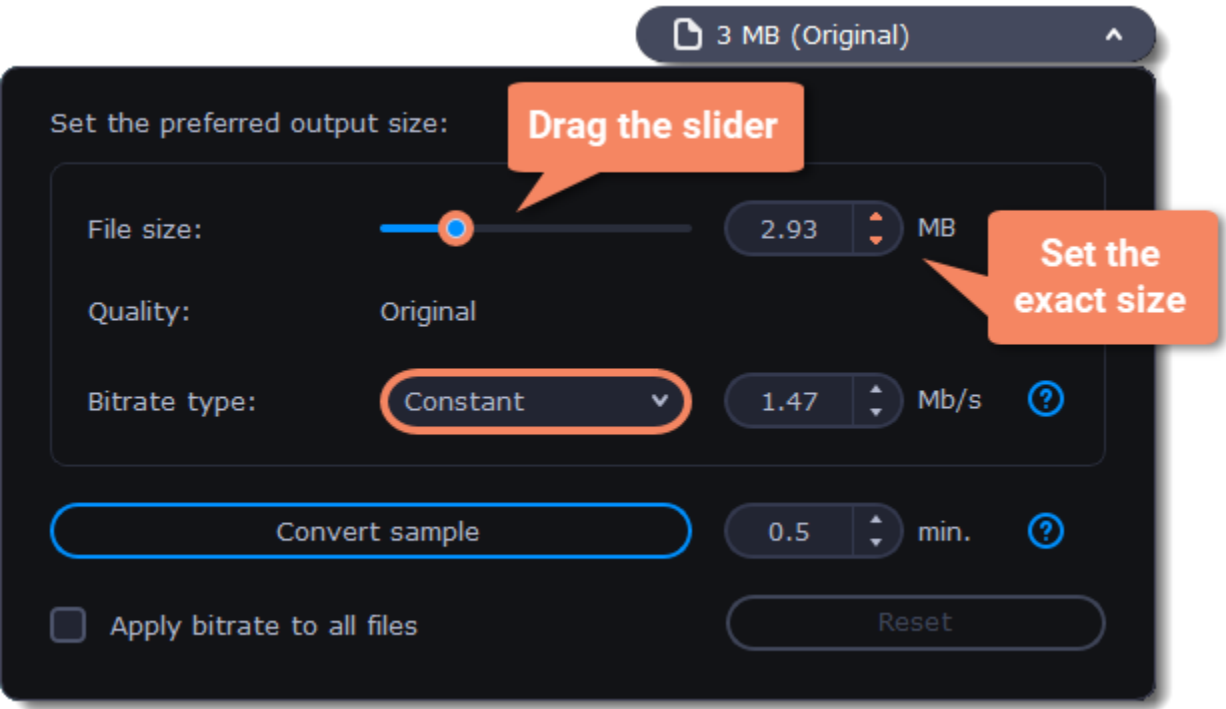 3 MB (Original)
Set the preferred output size:
Drag the slider
File size:
2.93
MB
Set the
exact size
Quality:
Original
Bitrate type:
Constant
1.47
Mb/s
?
Convert sample
0.5
min.
?
Apply bitrate to all files
Reset